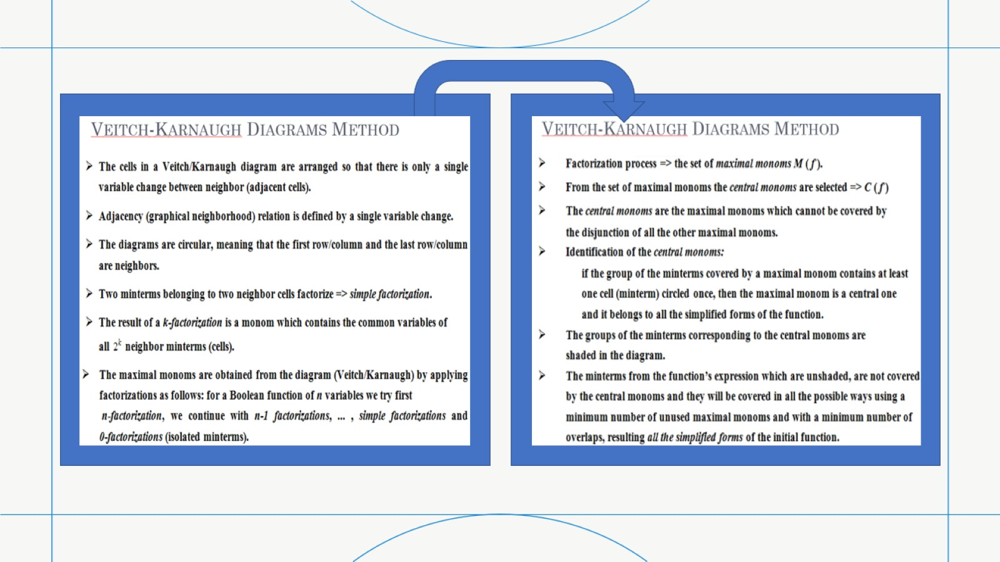 VEITCH-KARNAUGH DIAGRAMS METHOD
➢ The cells in a Veitch/Karnaugh diagram are arranged so that there is only a single
variable change between neighbor (adjacent cells).
➢ Adjacency (graphical neighborhood) relation is defined by a single variable change.
➢ The diagrams are circular, meaning that the first row/column and the last row/column
are neighbors.
➢ Two minterms belonging to two neighbor cells factorize => simple factorization.
➢ The result of a k-factorization is a monom which contains the common variables of
all 2^k neighbor minterms (cells).
➢ The maximal monoms are obtained from the diagram (Veitch/Karnaugh) by applying
factorizations as follows: for a Boolean function of n variables we try first
n-factorization, we continue with n-1 factorizations, ... , simple factorizations and
0-factorizations (isolated minterms).
VEITCH-KARNAUGH DIAGRAMS METHOD
➢ Factorization process => the set of maximal monoms M (f).
➢ From the set of maximal monoms the central monoms are selected => C (f)
➢ The central monoms are the maximal monoms which cannot be covered by
the disjunction of all the other maximal monoms.
➢ Identification of the central monoms:
if the group of the minterms covered by a maximal monom contains at least
one cell (minterm) circled once, then the maximal monom is a central one
and it belongs to all the simplified forms of the function.
➢ The groups of the minterms corresponding to the central monoms are
shaded in the diagram.
➢ The minterms from the function's expression which are unshaded, are not covered
by the central monoms and they will be covered in all the possible ways using a
minimum number of unused maximal monoms and with a minimum number of
overlaps, resulting all the simplified forms of the initial function.